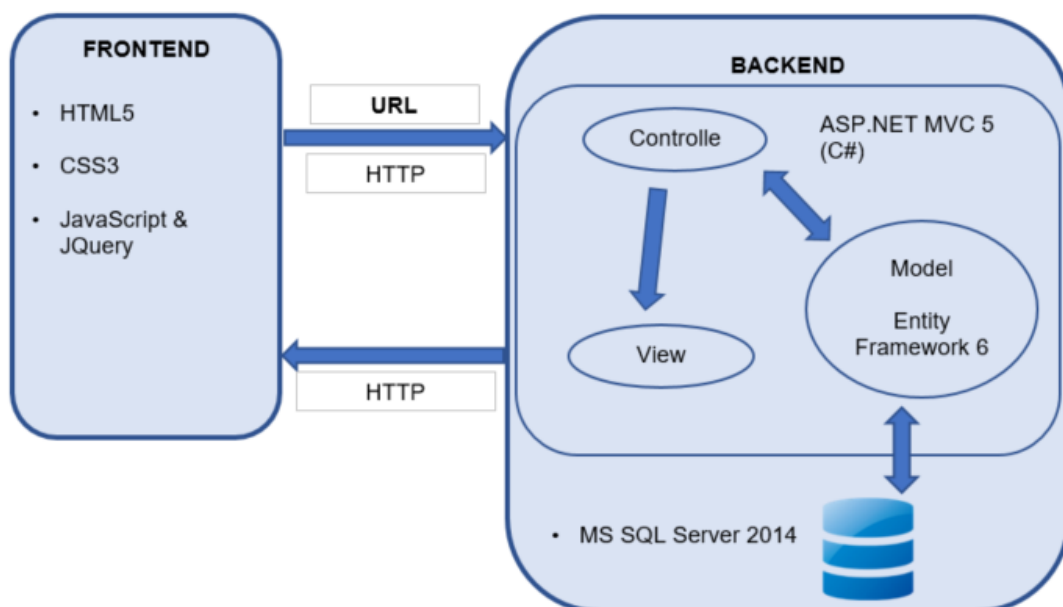 FRONTEND
• HTML5
• CSS3
• JavaScript &
JQuery
URL
HTTP
HTTP
BACKEND
Controlle
ASP.NET MVC 5
(C#)
Model
Entity
Framework 6
View
• MS SQL Server 2014